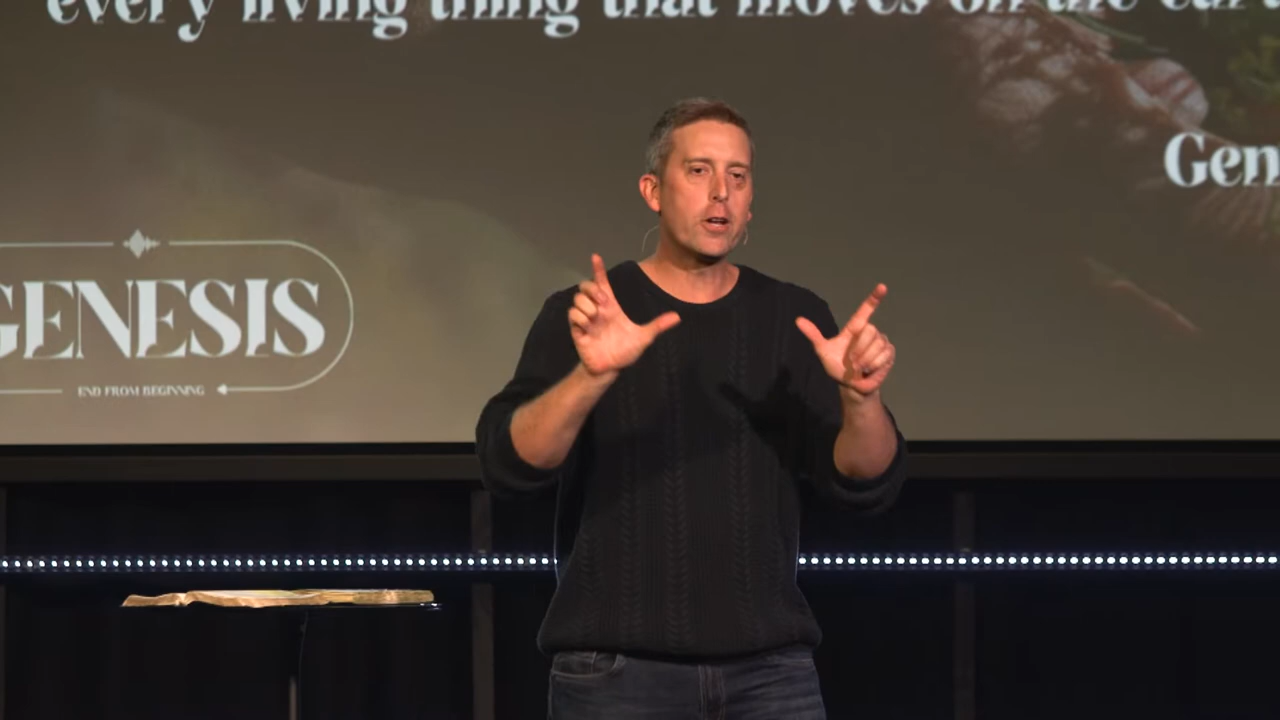 every living thing that moves on the
Gen
GENESIS
END FROM BEGINNING